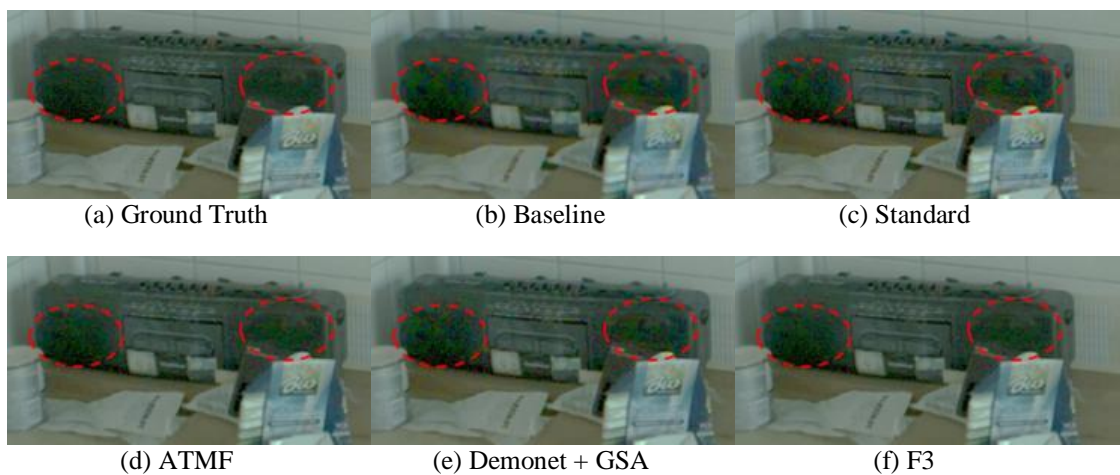 (a) Ground Truth
(b) Baseline
(c) Standard
(d) ATMF
(e) Demonet + GSA
(f) F3